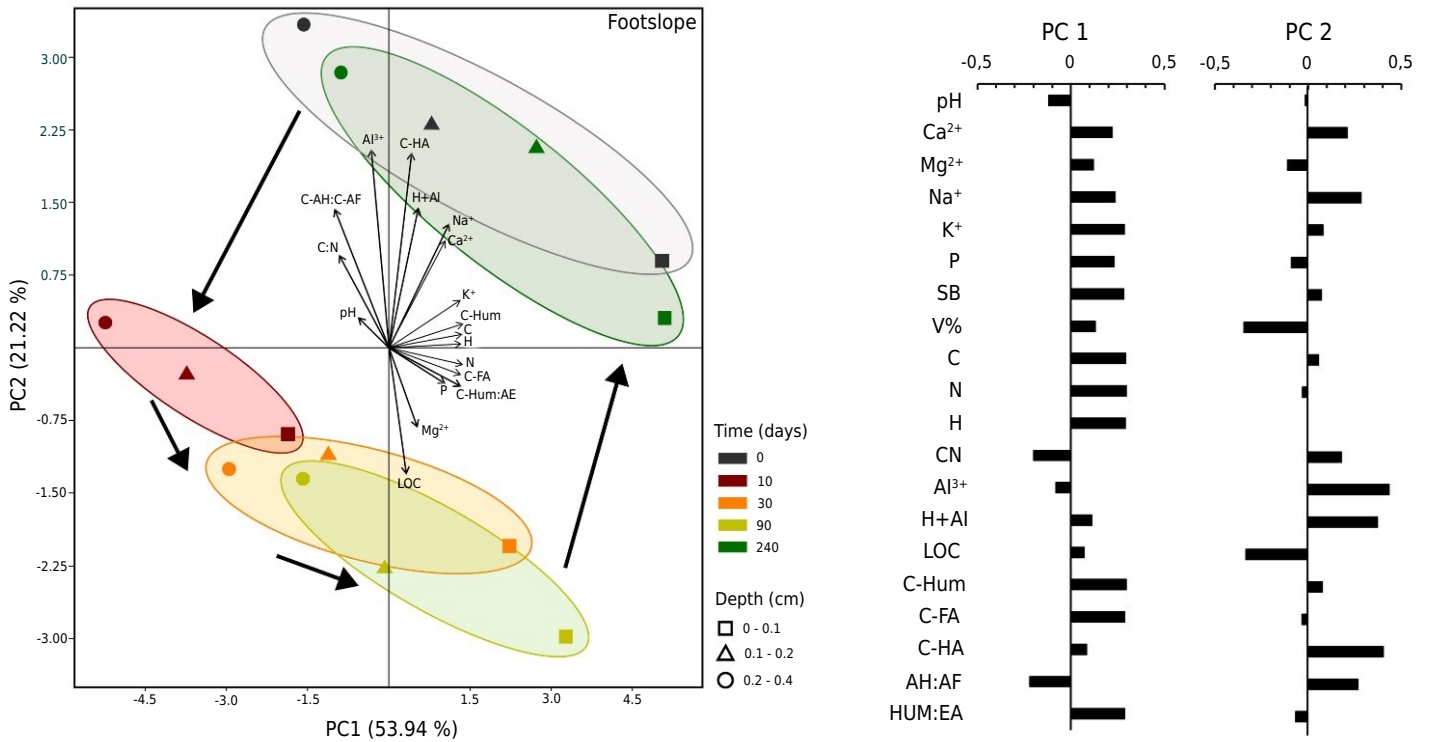 Footslope
3.00
2.25
1.50
0.75
-0.75
-1.50
-2.25
-3.00
PC2 (21.22 %)
Al³⁺
C-HA
C-AH:C-AF
H+Al
Na⁺
Ca²⁺
C:N
K⁺
pH
C-Hum
C
H
N
C-FA
P
C-Hum:AE
Mg²⁺
LOC
-4.5 -3.0 -1.5 1.5 3.0 4.5
PC1 (53.94 %)
Time (days)
0
10
30
90
240
Depth (cm)
0 - 0.1
0.1 - 0.2
0.2 - 0.4
PC 1 PC 2
-0,5 0 0,5 -0,5 0 0,5
pH
Ca²⁺
Mg²⁺
Na⁺
K⁺
P
SB
V%
C
N
H
CN
Al³⁺
H+Al
LOC
C-Hum
C-FA
C-HA
AH:AF
HUM:EA